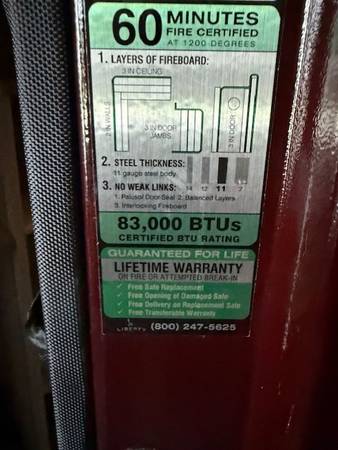 60 MINUTES
FIRE CERTIFIED
AT 1200 DEGREES
1. LAYERS OF FIREBOARD:
3 IN CEILING
2 IN WALLS
3 IN DOOR JAMBS
3 IN DOOR
2. STEEL THICKNESS:
11 gauge steel body
14 12 11 7
3. NO WEAK LINKS:
1. Palusol Door Seal 2. Balanced Layers
3. Interlocking Fireboard
83,000 BTUs
CERTIFIED BTU RATING
GUARANTEED FOR LIFE
LIFETIME WARRANTY
ON FIRE OR ATTEMPTED BREAK-IN
✓ Free Safe Replacement
✓ Free Opening of Damaged Safe
✓ Free Delivery on Replacement Safe
✓ Free Transferable Warranty
LIBERTY (800) 247-5625